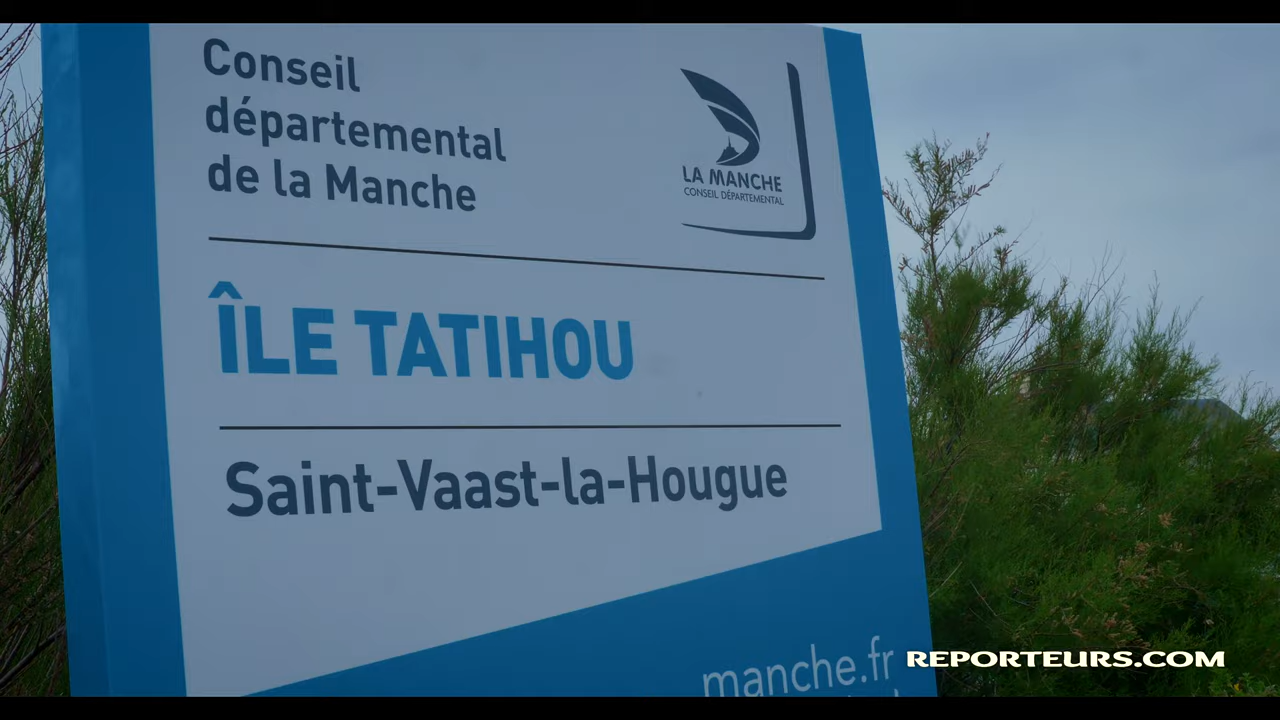 Conseil
départemental
de la Manche
LA MANCHE
CONSEIL DÉPARTEMENTAL
ÎLE TATIHOU
Saint-Vaast-la-Hougue
manche.fr
REPORTEURS.COM